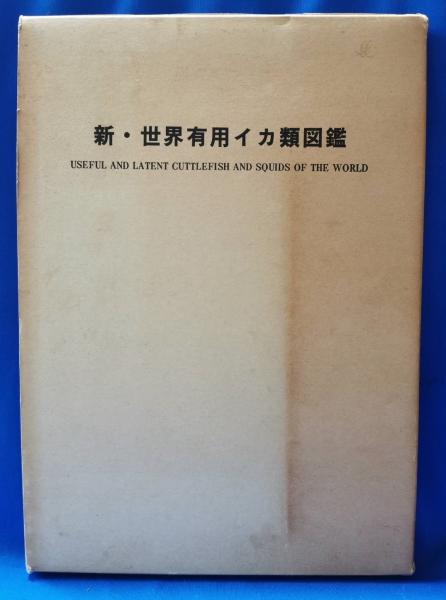 新・世界有用イカ類図鑑
USEFUL AND LATENT CUTTLEFISH AND SQUIDS OF THE WORLD